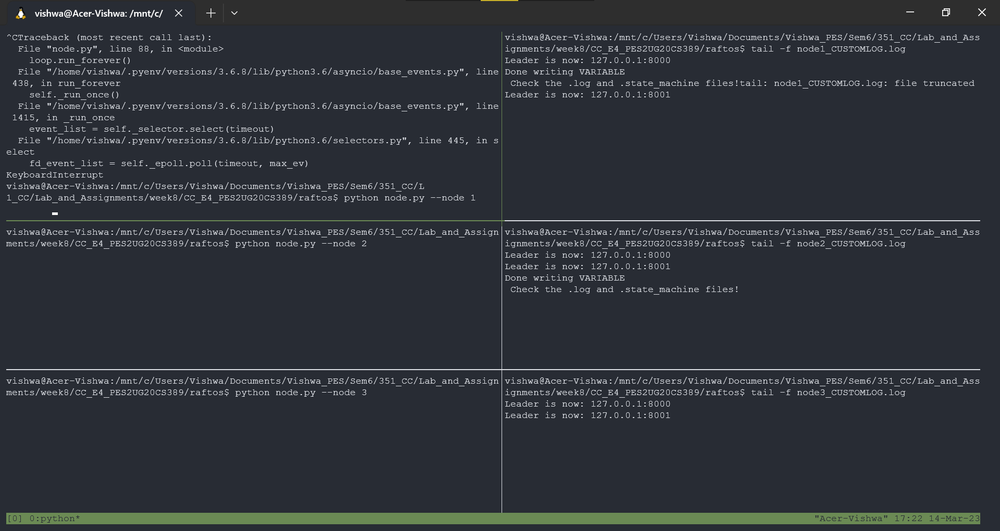 vishwa@Acer-Vishwa: /mnt/c/
^CTraceback (most recent call last):
  File "node.py", line 88, in <module>
    loop.run_forever()
  File "/home/vishwa/.pyenv/versions/3.6.8/lib/python3.6/asyncio/base_events.py", line
 438, in run_forever
    self._run_once()
  File "/home/vishwa/.pyenv/versions/3.6.8/lib/python3.6/asyncio/base_events.py", line
 1415, in _run_once
    event_list = self._selector.select(timeout)
  File "/home/vishwa/.pyenv/versions/3.6.8/lib/python3.6/selectors.py", line 445, in s
elect
    fd_event_list = self._epoll.poll(timeout, max_ev)
KeyboardInterrupt
vishwa@Acer-Vishwa:/mnt/c/Users/Vishwa/Documents/Vishwa_PES/Sem6/351_CC/L
1_CC/Lab_and_Assignments/week8/CC_E4_PES2UG20CS389/raftos$ python node.py --node 1
vishwa@Acer-Vishwa:/mnt/c/Users/Vishwa/Documents/Vishwa_PES/Sem6/351_CC/Lab_and_Ass
ignments/week8/CC_E4_PES2UG20CS389/raftos$ tail -f node1_CUSTOMLOG.log
Leader is now: 127.0.0.1:8000
Done writing VARIABLE
 Check the .log and .state_machine files!tail: node1_CUSTOMLOG.log: file truncated
Leader is now: 127.0.0.1:8001
vishwa@Acer-Vishwa:/mnt/c/Users/Vishwa/Documents/Vishwa_PES/Sem6/351_CC/Lab_and_Assign
ments/week8/CC_E4_PES2UG20CS389/raftos$ python node.py --node 2
vishwa@Acer-Vishwa:/mnt/c/Users/Vishwa/Documents/Vishwa_PES/Sem6/351_CC/Lab_and_Ass
ignments/week8/CC_E4_PES2UG20CS389/raftos$ tail -f node2_CUSTOMLOG.log
Leader is now: 127.0.0.1:8000
Leader is now: 127.0.0.1:8001
Done writing VARIABLE
 Check the .log and .state_machine files!
vishwa@Acer-Vishwa:/mnt/c/Users/Vishwa/Documents/Vishwa_PES/Sem6/351_CC/Lab_and_Assign
ments/week8/CC_E4_PES2UG20CS389/raftos$ python node.py --node 3
vishwa@Acer-Vishwa:/mnt/c/Users/Vishwa/Documents/Vishwa_PES/Sem6/351_CC/Lab_and_Ass
ignments/week8/CC_E4_PES2UG20CS389/raftos$ tail -f node3_CUSTOMLOG.log
Leader is now: 127.0.0.1:8000
Leader is now: 127.0.0.1:8001
[0] 0:python* "Acer-Vishwa" 17:22 14-Mar-23